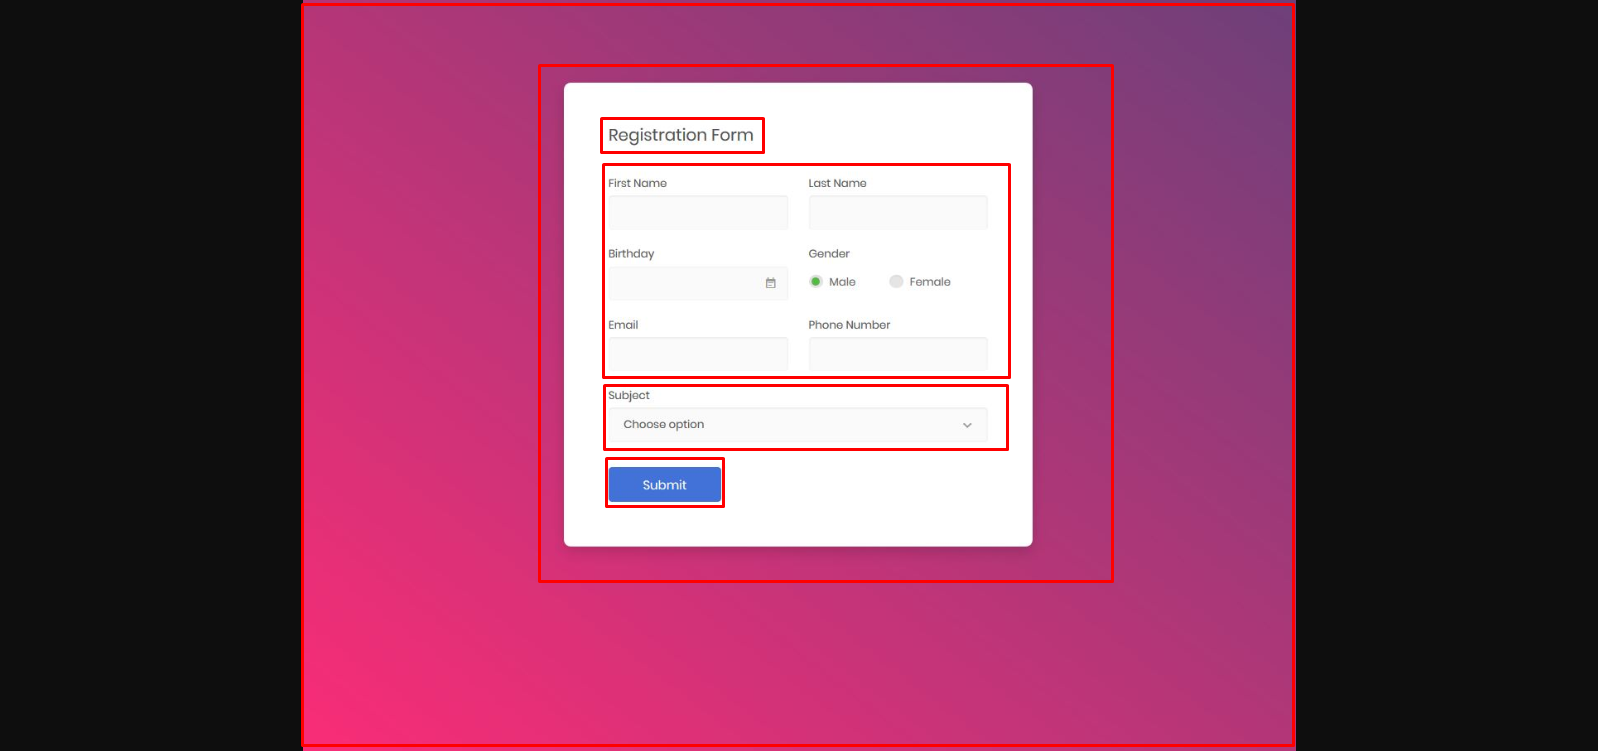 Registration Form
First Name Last Name
Birthday Gender
Male Female
Email Phone Number
Subject
Choose option
Submit